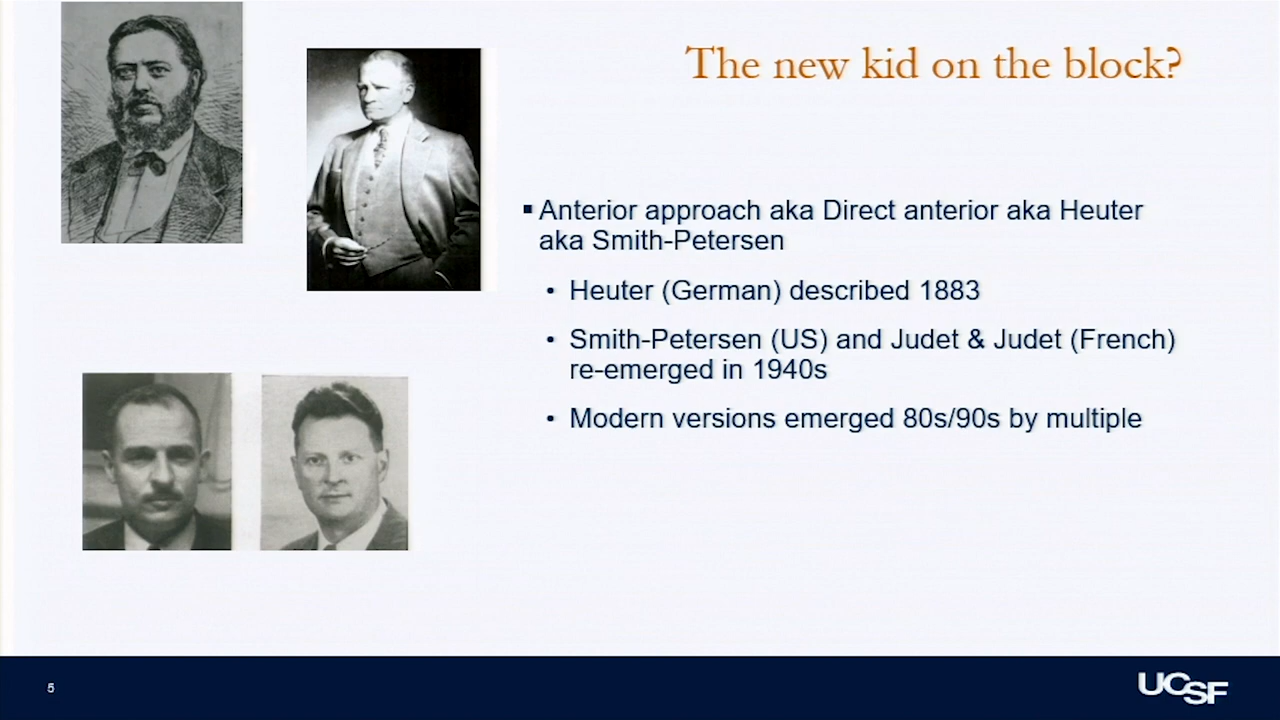 The new kid on the block?
▪ Anterior approach aka Direct anterior aka Heuter
aka Smith-Petersen
• Heuter (German) described 1883
• Smith-Petersen (US) and Judet & Judet (French)
re-emerged in 1940s
• Modern versions emerged 80s/90s by multiple
5
UCSF